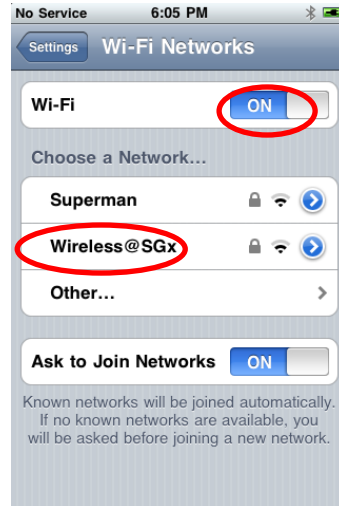 No Service 6:05 PM
Settings Wi-Fi Networks
Wi-Fi ON
Choose a Network...
Superman
Wireless@SGx
Other...
Ask to Join Networks ON
Known networks will be joined automatically.
If no known networks are available, you
will be asked before joining a new network.